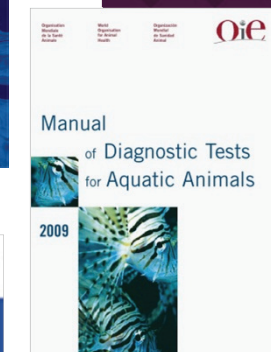 Organisation
Mondiale
de la Santé
Animale
World
Organisation
for Animal
Health
Organización
Mundial
de Sanidad
Animal
Oie
Manual
of Diagnostic Tests
for Aquatic Animals
2009